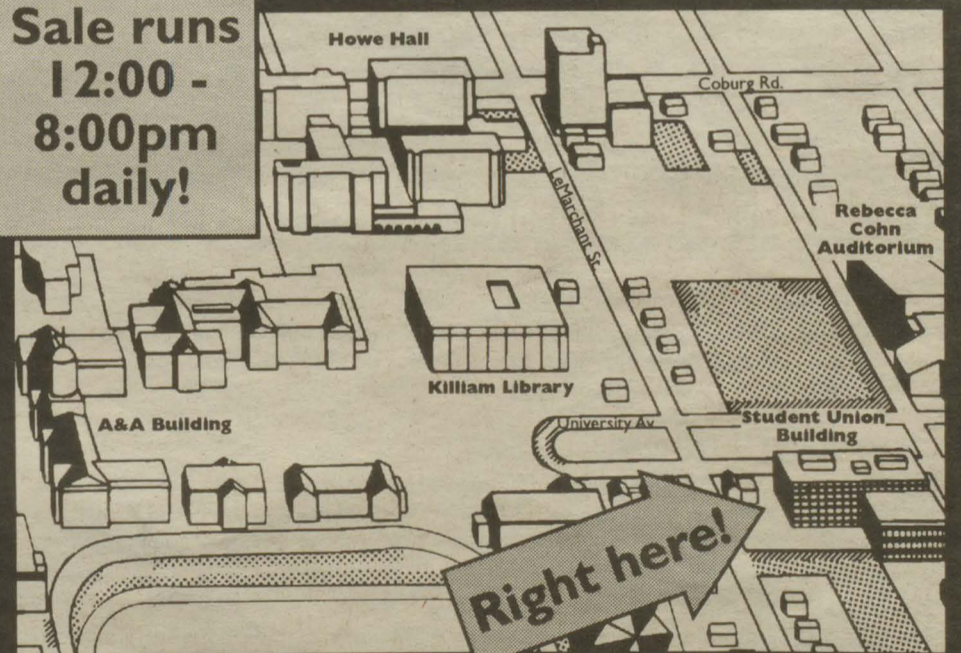 Sale runs
12:00 -
8:00pm
daily!
Howe Hall
Coburg Rd.
LeMarchant St.
Rebecca
Cohn
Auditorium
Killiam Library
A&A Building
University Av
Student Union
Building
Right here!